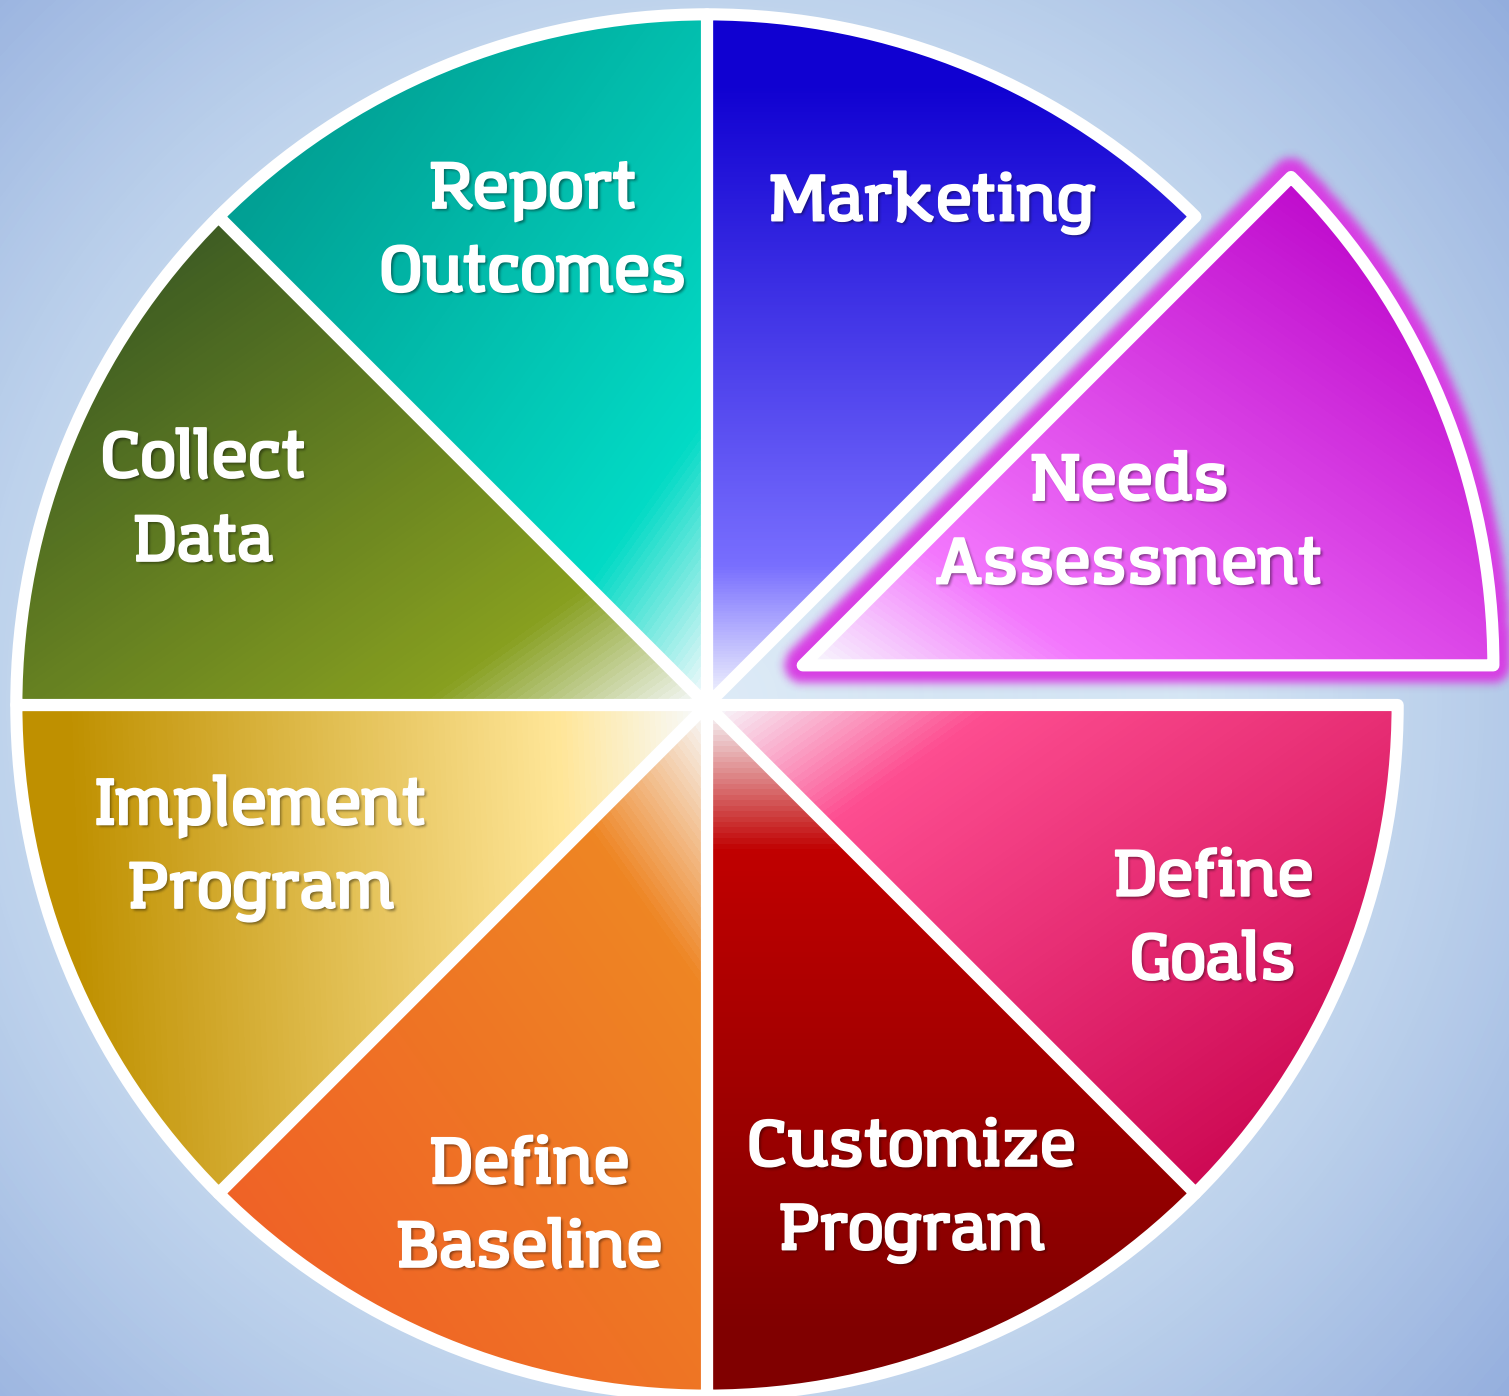 Marketing
Needs
Assessment
Define
Goals
Customize
Program
Define
Baseline
Implement
Program
Collect
Data
Report
Outcomes